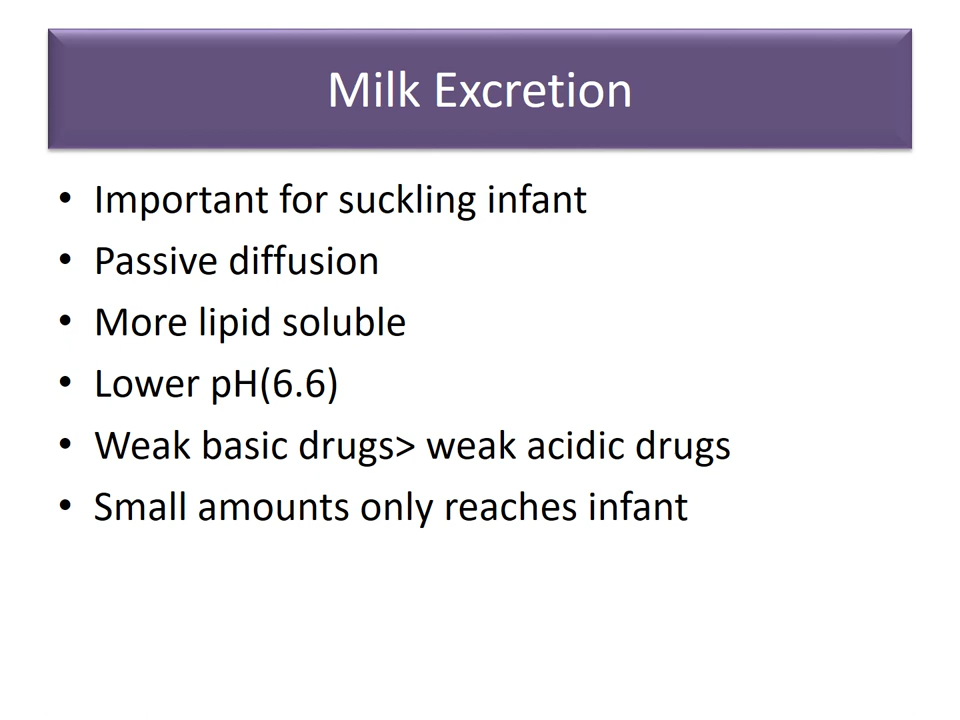 Milk Excretion
• Important for suckling infant
• Passive diffusion
• More lipid soluble
• Lower pH(6.6)
• Weak basic drugs> weak acidic drugs
• Small amounts only reaches infant